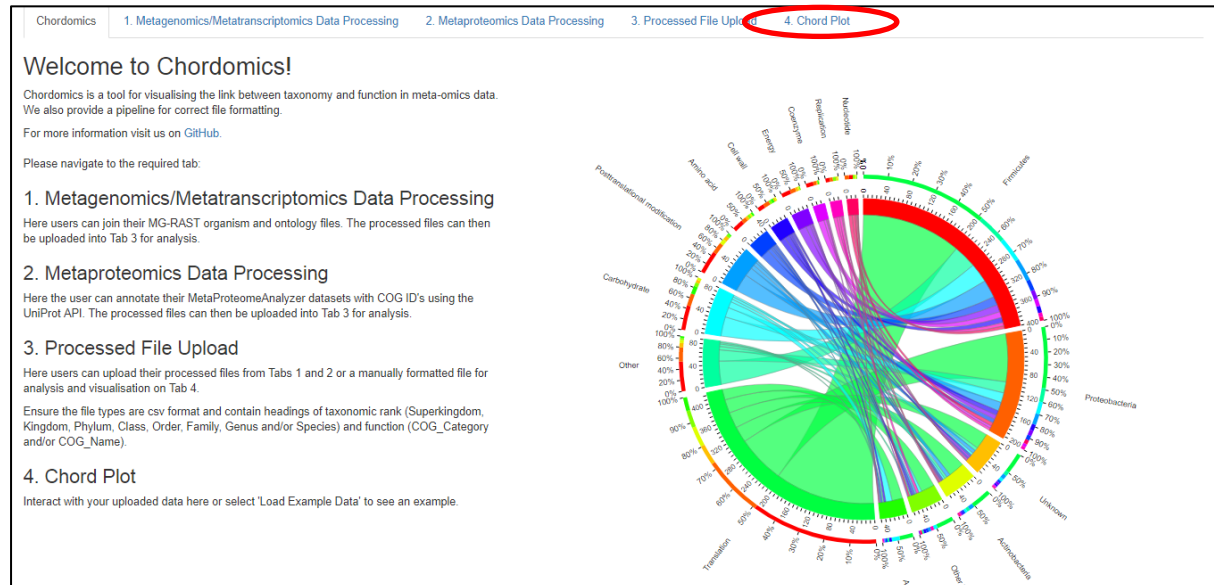 Chordomics
1. Metagenomics/Metatranscriptomics Data Processing
2. Metaproteomics Data Processing
3. Processed File Upload
4. Chord Plot
Welcome to Chordomics!
Chordomics is a tool for visualising the link between taxonomy and function in meta-omics data.
We also provide a pipeline for correct file formatting.
For more information visit us on GitHub.
Please navigate to the required tab:
1. Metagenomics/Metatranscriptomics Data Processing
Here users can join their MG-RAST organism and ontology files. The processed files can then
be uploaded into Tab 3 for analysis.
2. Metaproteomics Data Processing
Here the user can annotate their MetaProteomeAnalyzer datasets with COG ID's using the
UniProt API. The processed files can then be uploaded into Tab 3 for analysis.
3. Processed File Upload
Here users can upload their processed files from Tabs 1 and 2 or a manually formatted file for
analysis and visualisation on Tab 4.
Ensure the file types are csv format and contain headings of taxonomic rank (Superkingdom,
Kingdom, Phylum, Class, Order, Family, Genus and/or Species) and function (COG_Category
and/or COG_Name).
4. Chord Plot
Interact with your uploaded data here or select 'Load Example Data' to see an example.
Nucleotide
Replication
Coenzyme
Energy
Cell wall
Amino acid
Posttranslational modification
Carbohydrate
Other
Translation
Firmicutes
Proteobacteria
Unknown
Actinobacteria
Other